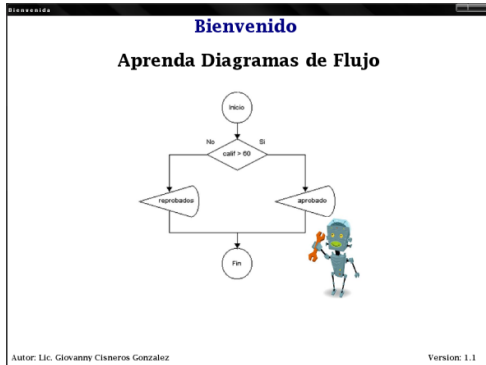 Bienvenida
Bienvenido
Aprenda Diagramas de Flujo
Inicio
No
Si
calif > 60
reprobados
aprobado
Fin
Autor: Lic. Giovanny Cisneros Gonzalez
Version: 1.1